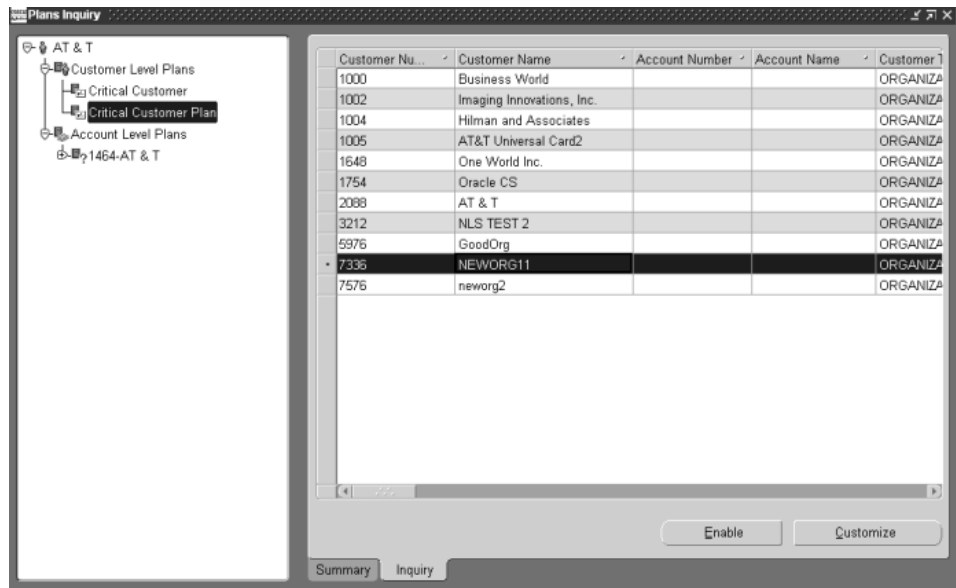 Plans Inquiry
AT & T
Customer Level Plans
Critical Customer
Critical Customer Plan
Account Level Plans
1464-AT & T
Customer Nu... Customer Name Account Number Account Name Customer T
1000 Business World ORGANIZA
1002 Imaging Innovations, Inc. ORGANIZA
1004 Hilman and Associates ORGANIZA
1005 AT&T Universal Card2 ORGANIZA
1648 One World Inc. ORGANIZA
1754 Oracle CS ORGANIZA
2088 AT & T ORGANIZA
3212 NLS TEST 2 ORGANIZA
5976 GoodOrg ORGANIZA
7336 NEWORG11 ORGANIZA
7576 neworg2 ORGANIZA
Enable Customize
Summary Inquiry